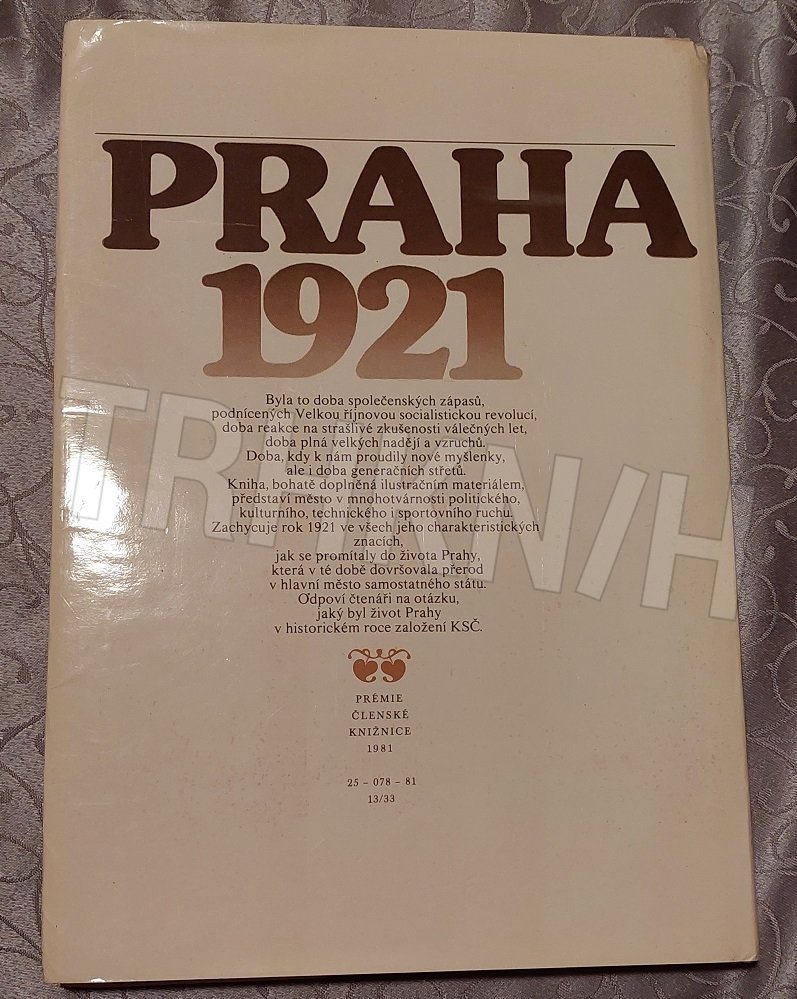 PRAHA
1921
Byla to doba společenských zápasů,
podnícených Velkou říjnovou socialistickou revolucí,
doba reakce na strašlivé zkušenosti válečných let,
doba plná velkých nadějí a vzruchů.
Doba, kdy k nám proudily nové myšlenky,
ale i doba generačních střetů.
Kniha, bohatě doplněná ilustračním materiálem,
představí město v mnohotvárnosti politického,
kulturního, technického i sportovního ruchu.
Zachycuje rok 1921 ve všech jeho charakteristických
znacích,
jak se promítaly do života Prahy,
která v té době dovršovala přerod
v hlavní město samostatného státu.
Odpoví čtenáři na otázku,
jaký byl život Prahy
v historickém roce založení KSČ.
PRÉMIE
ČLENSKÉ
KNIŽNICE
1981
25 – 078 – 81
13/33